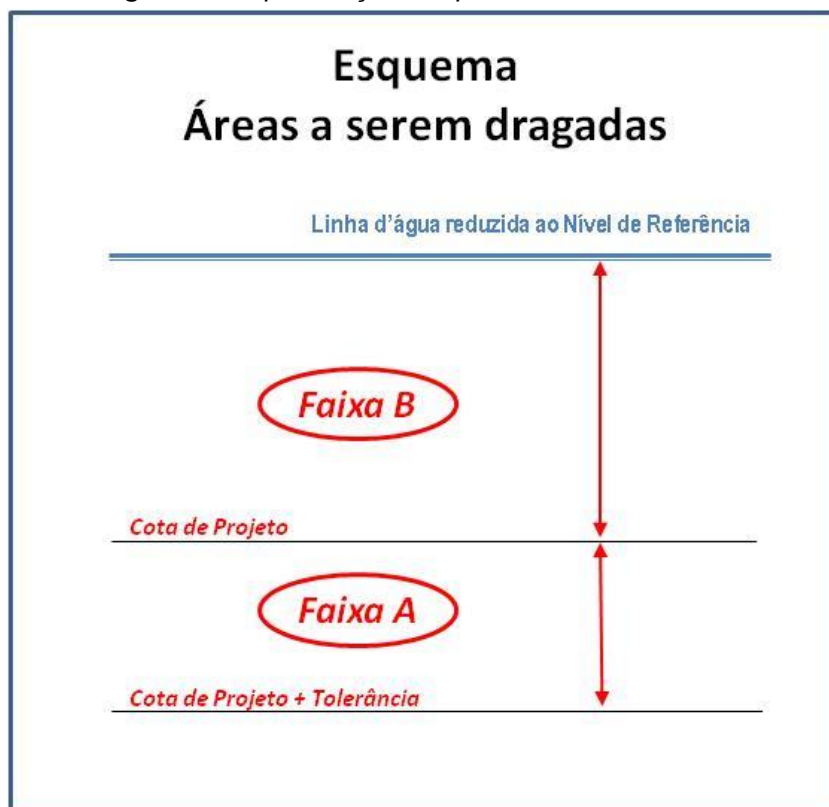 Esquema
Áreas a serem dragadas
Linha d'água reduzida ao Nível de Referência
Faixa B
Cota de Projeto
Faixa A
Cota de Projeto + Tolerância